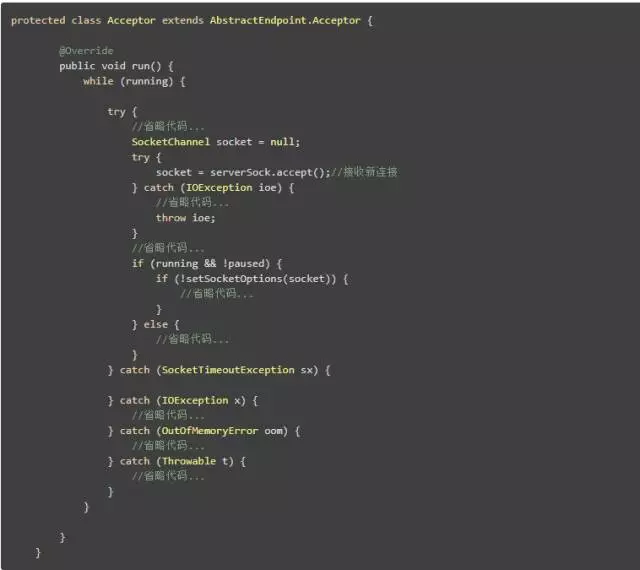 protected class Acceptor extends AbstractEndpoint.Acceptor {
@Override
public void run() {
while (running) {
try {
//省略代码...
SocketChannel socket = null;
try {
socket = serverSock.accept();//接收新连接
} catch (IOException ioe) {
//省略代码...
throw ioe;
}
//省略代码...
if (running && !paused) {
if (!setSocketOptions(socket)) {
//省略代码...
}
} else {
//省略代码...
}
} catch (SocketTimeoutException sx) {
} catch (IOException x) {
//省略代码...
} catch (OutOfMemoryError oom) {
//省略代码...
} catch (Throwable t) {
//省略代码...
}
}
}
}